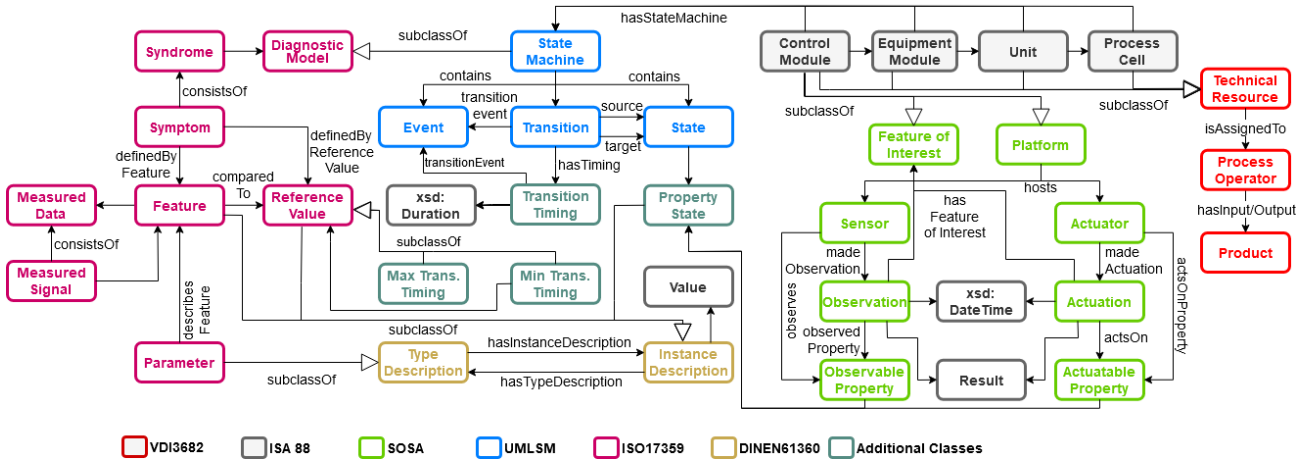 hasStateMachine
Syndrome
Diagnostic
Model
subclassOf
State
Machine
Control
Module
Equipment
Module
Unit
Process
Cell
consistsOf
contains
contains
subclassOf
subclassOf
Technical
Resource
Symptom
definedBy
Reference
Value
transition
event
Event
Transition
source
target
State
Feature of
Interest
Platform
isAssignedTo
definedBy
Feature
transitionEvent
hasTiming
hosts
Process
Operator
compared
To
Measured
Data
Feature
Reference
Value
xsd:
Duration
Transition
Timing
Property
State
Sensor
has
Feature
of Interest
Actuator
hasInput/Output
consistsOf
subclassOf
made
Observation
made
Actuation
Product
Measured
Signal
Max Trans.
Timing
Min Trans.
Timing
Value
observes
Observation
xsd:
DateTime
Actuation
actsOnProperty
describes
Feature
subclassOf
observed
Property
actsOn
Parameter
subclassOf
Type
Description
hasInstanceDescription
hasTypeDescription
Instance
Description
Observable
Property
Result
Actuatable
Property
VDI3682
ISA 88
SOSA
UMLSM
ISO17359
DINEN61360
Additional Classes